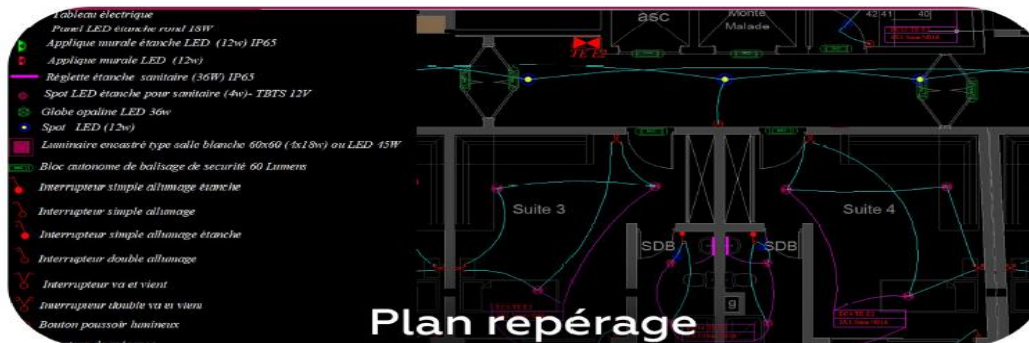 Tableau électrique
Panel LED étanche rond 18W
Applique murale étanche LED (12w) IP65
Applique murale LED (12w)
Réglette étanche sanitaire (36W) IP65
Spot LED étanche pour sanitaire (4w)- TBTS 12V
Globe opaline LED 36w
Spot LED (12w)
Luminaire encastré type salle blanche 60x60 (4x18w) ou LED 45W
Bloc autonome de balisage de securité 60 Lumens
Interrupteur simple allumage étanche
Interrupteur simple allumage
Interrupteur simple allumage étanche
Interrupteur double allumage
Interrupteur va et vient
Interrupteur double va et vient
Bouton poussoir lumineux
asc
Monte
Malade
42 41 40
Suite 3
Suite 4
SDB
SDB
g
Plan repérage